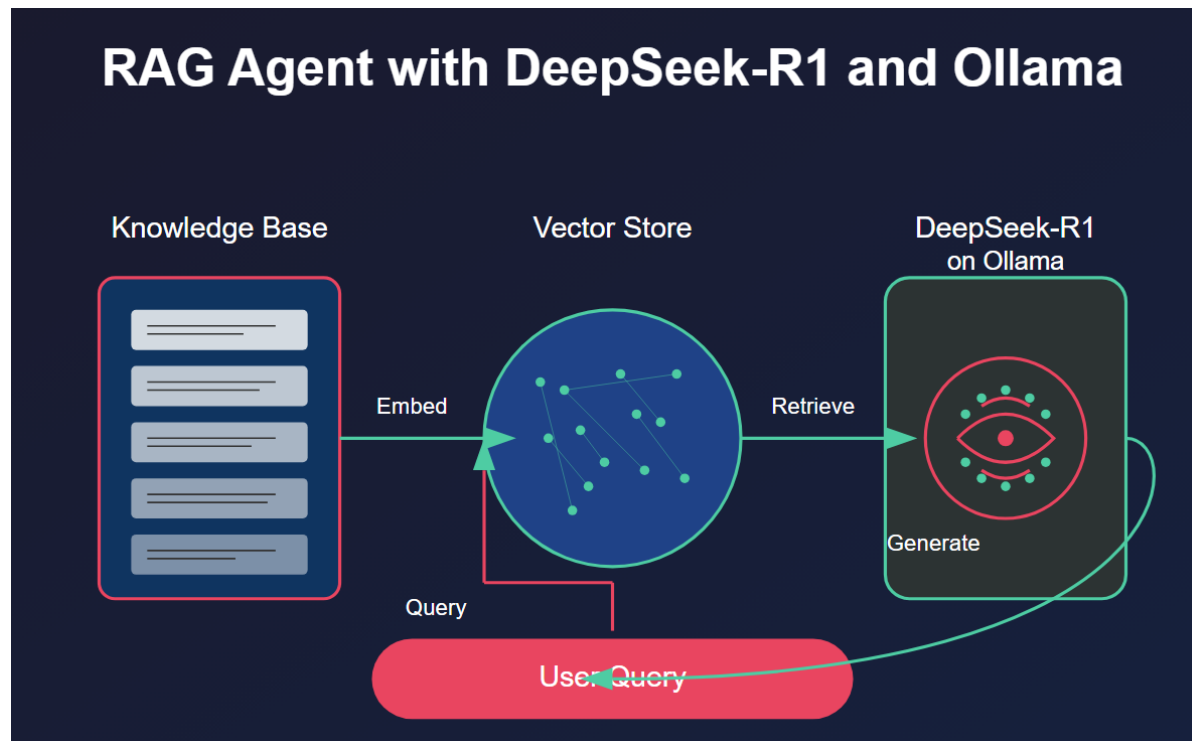 RAG Agent with DeepSeek-R1 and Ollama
Knowledge Base
Vector Store
DeepSeek-R1
on Ollama
Embed
Retrieve
Generate
Query
User Query